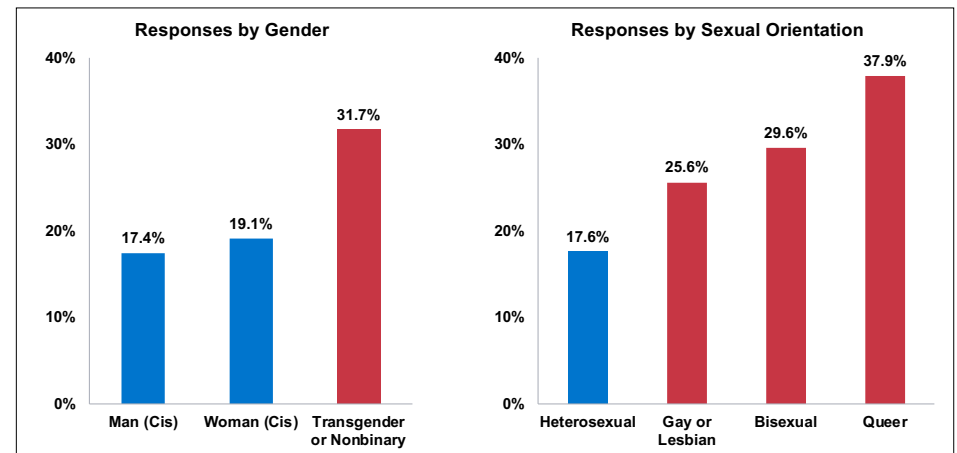 Responses by Gender
40%
30%
20%
10%
0%
17.4%
19.1%
31.7%
Man (Cis)
Woman (Cis)
Transgender
or Nonbinary
Responses by Sexual Orientation
40%
30%
20%
10%
0%
17.6%
25.6%
29.6%
37.9%
Heterosexual
Gay or
Lesbian
Bisexual
Queer